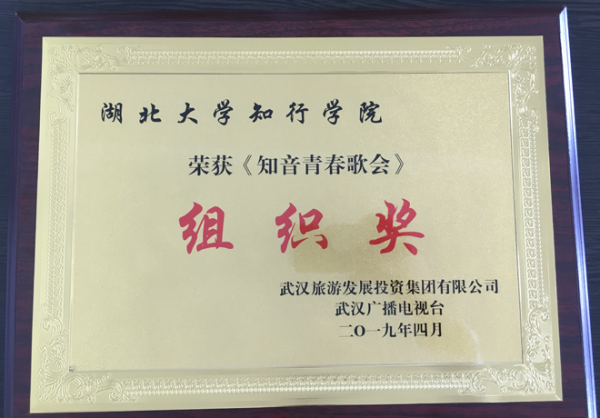 湖北大学知行学院
荣获《知音青春歌会》
组织奖
武汉旅游发展投资集团有限公司
武汉广播电视台
二O一九年四月